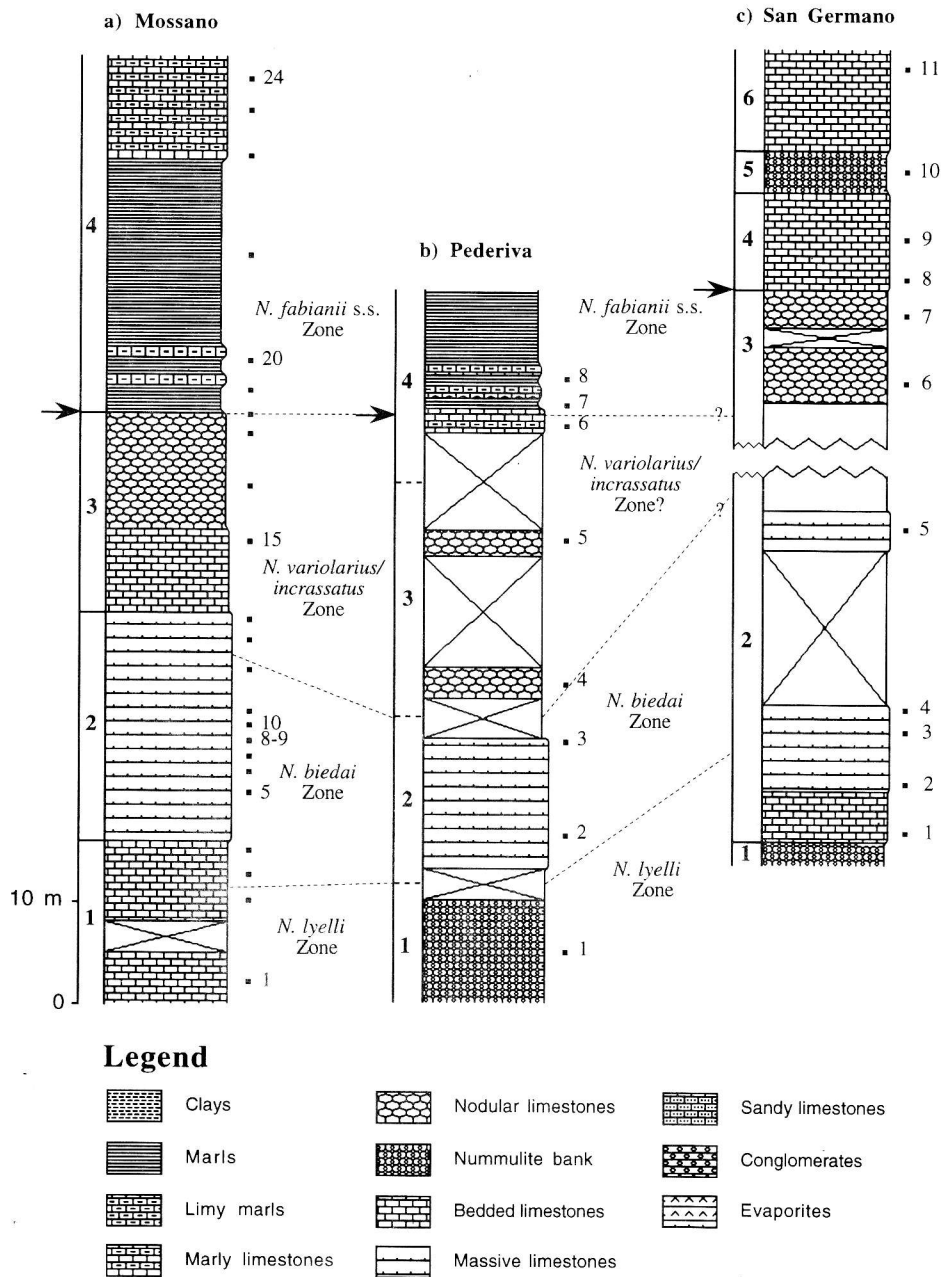 a) Mossano
4
3
2
1
10 m
0
24
20
15
10
8-9
5
1
N. fabianii s.s.
Zone
N. variolarius/
incrassatus
Zone
N. biedai
Zone
N. lyelli
Zone
b) Pederiva
4
3
2
1
8
7
6
5
4
3
2
1
N. fabianii s.s.
Zone
?
N. variolarius/
incrassatus
Zone?
?
N. biedai
Zone
N. lyelli
Zone
c) San Germano
6
5
4
3
2
1
11
10
9
8
7
6
5
4
3
2
1
Legend
Clays
Marls
Limy marls
Marly limestones
Nodular limestones
Nummulite bank
Bedded limestones
Massive limestones
Sandy limestones
Conglomerates
Evaporites